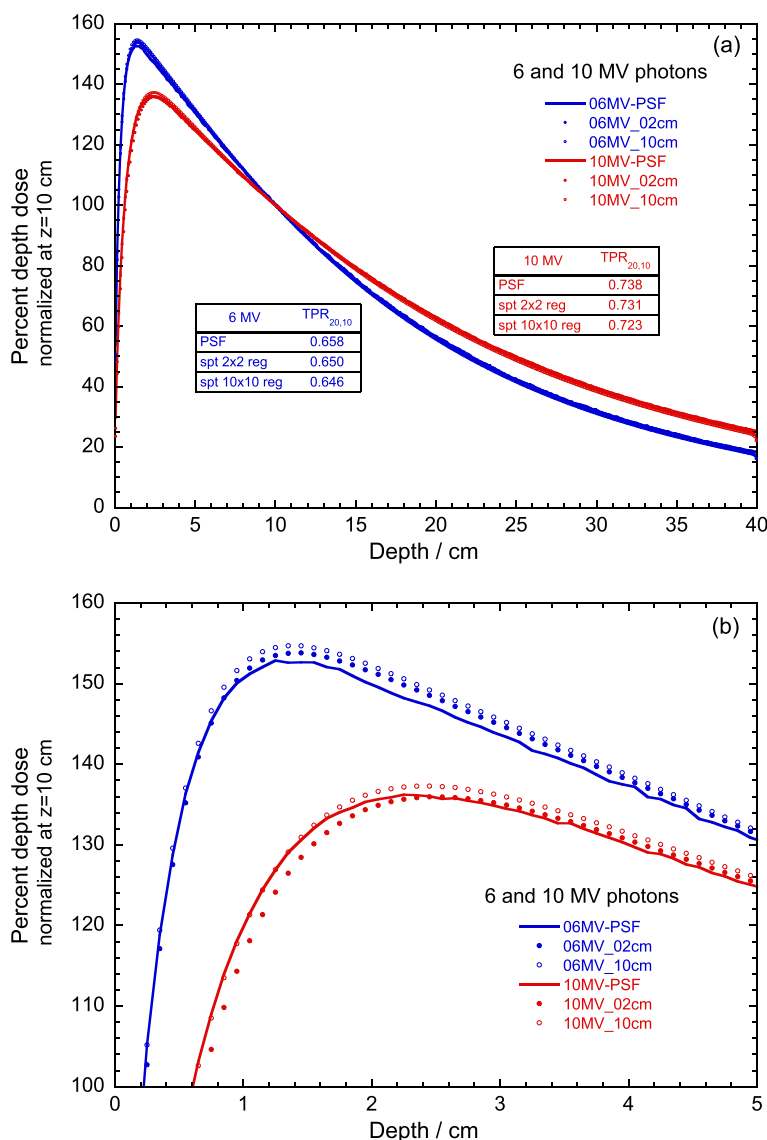 (a)
6 and 10 MV photons
06MV-PSF
06MV_02cm
06MV_10cm
10MV-PSF
10MV_02cm
10MV_10cm
Percent depth dose
normalized at z=10 cm
160
140
120
100
80
60
40
20
0
10 MV TPR20,10
PSF 0.738
spt 2x2 reg 0.731
spt 10x10 reg 0.723
6 MV TPR20,10
PSF 0.658
spt 2x2 reg 0.650
spt 10x10 reg 0.646
0 5 10 15 20 25 30 35 40
Depth / cm
(b)
Percent depth dose
normalized at z=10 cm
160
150
140
130
120
110
100
6 and 10 MV photons
06MV-PSF
06MV_02cm
06MV_10cm
10MV-PSF
10MV_02cm
10MV_10cm
0 1 2 3 4 5
Depth / cm